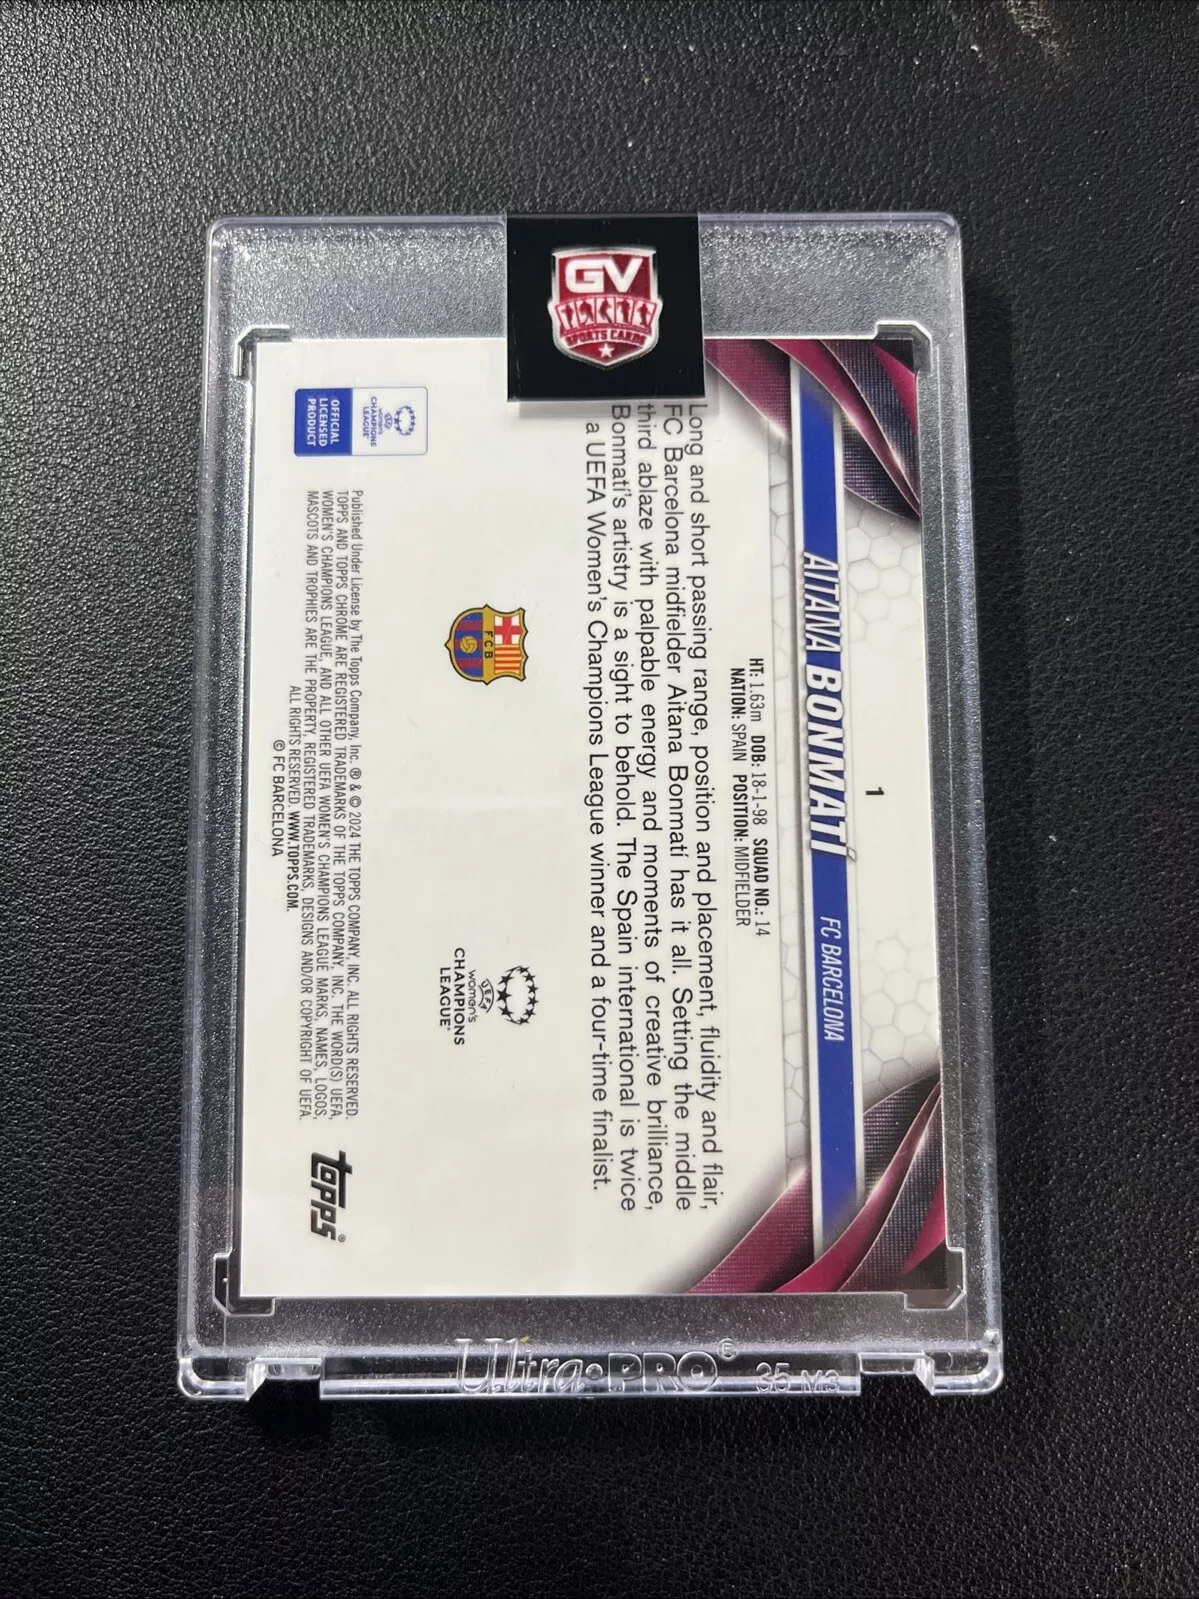 GV
SPORTS CARDS
1
AITANA BONMATÍ FC BARCELONA
HT: 1.63m DOB: 18-1-98 SQUAD NO.: 14
NATION: SPAIN POSITION: MIDFIELDER
Long and short passing range, position and placement, fluidity and flair,
FC Barcelona midfielder Aitana Bonmatí has it all. Setting the middle
third ablaze with palpable energy and moments of creative brilliance,
Bonmatí's artistry is a sight to behold. The Spain international is twice
a UEFA Women's Champions League winner and a four-time finalist.
FCB
UEFA
women's
CHAMPIONS
LEAGUE
women's
CHAMPIONS
LEAGUE
OFFICIAL
LICENSED
PRODUCT
Published Under License by The Topps Company, Inc. ® & © 2024 THE TOPPS COMPANY, INC. ALL RIGHTS RESERVED.
TOPPS AND TOPPS CHROME ARE REGISTERED TRADEMARKS OF THE TOPPS COMPANY, INC. THE WORD(S) UEFA,
WOMEN'S CHAMPIONS LEAGUE, AND ALL OTHER UEFA WOMEN'S CHAMPIONS LEAGUE MARKS, NAMES, LOGOS,
MASCOTS AND TROPHIES ARE THE PROPERTY, REGISTERED TRADEMARKS, DESIGNS AND/OR COPYRIGHT OF UEFA.
ALL RIGHTS RESERVED. WWW.TOPPS.COM.
© FC BARCELONA
topps®
Ultra•PRO® 35 MS